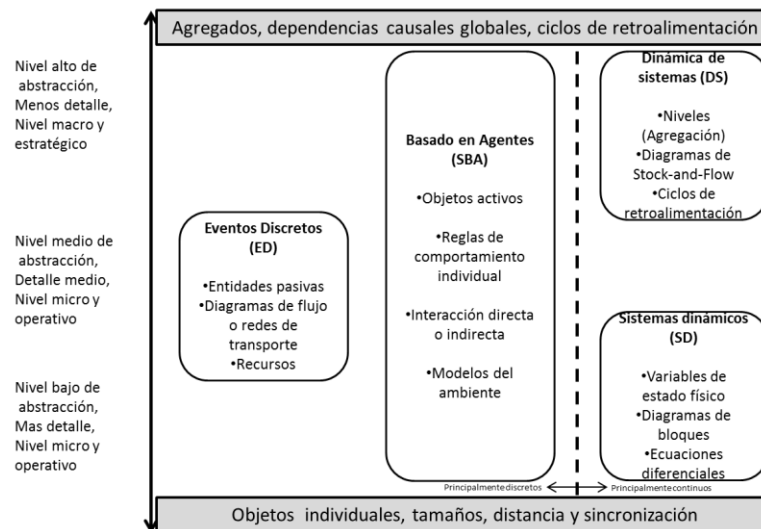 Agregados, dependencias causales globales, ciclos de retroalimentación
Nivel alto de
abstracción,
Menos detalle,
Nivel macro y
estratégico
Nivel medio de
abstracción,
Detalle medio,
Nivel micro y
operativo
Nivel bajo de
abstracción,
Mas detalle,
Nivel micro y
operativo
Eventos Discretos
(ED)
•Entidades pasivas
•Diagramas de flujo
o redes de
transporte
•Recursos
Basado en Agentes
(SBA)
•Objetos activos
•Reglas de
comportamiento
individual
•Interacción directa
o indirecta
•Modelos del
ambiente
Dinámica de
sistemas (DS)
•Niveles
(Agregación)
•Diagramas de
Stock-and-Flow
•Ciclos de
retroalimentación
Sistemas dinámicos
(SD)
•Variables de
estado físico
•Diagramas de
bloques
•Ecuaciones
diferenciales
Principalmente discretos
Principalmente continuos
Objetos individuales, tamaños, distancia y sincronización